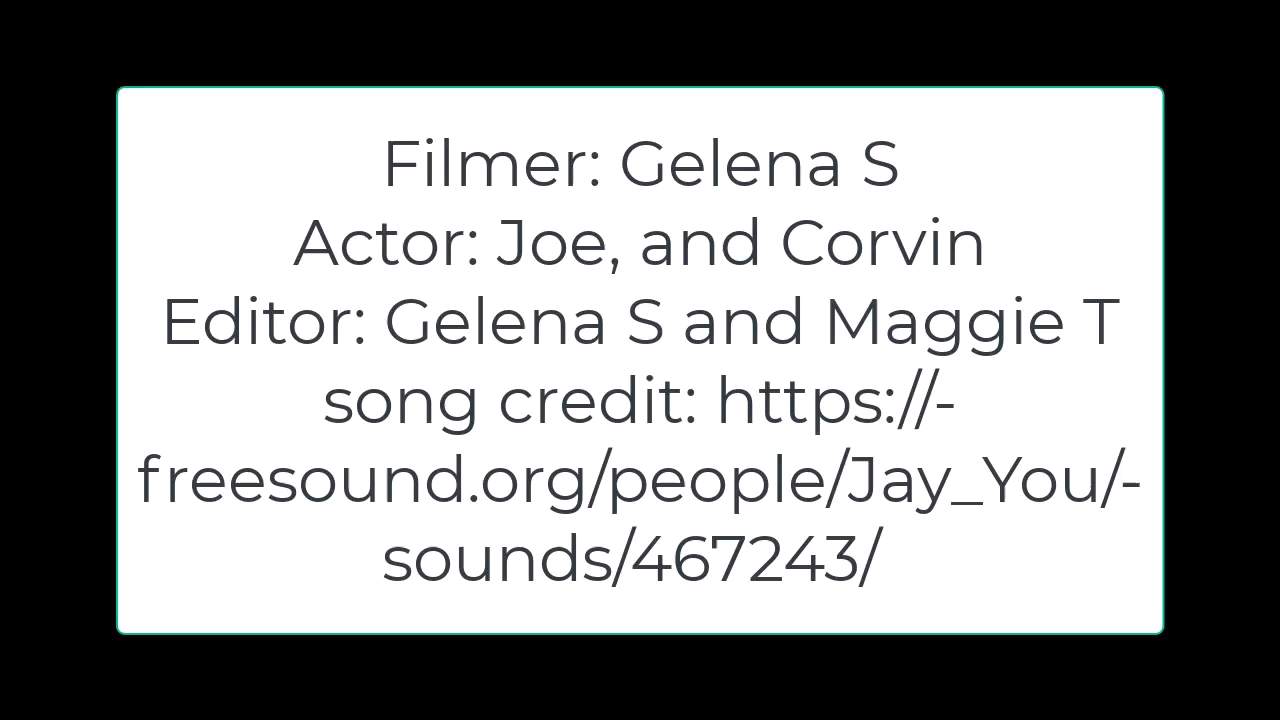 Filmer: Gelena S
Actor: Joe, and Corvin
Editor: Gelena S and Maggie T
song credit: https://-
freesound.org/people/Jay_You/-
sounds/467243/